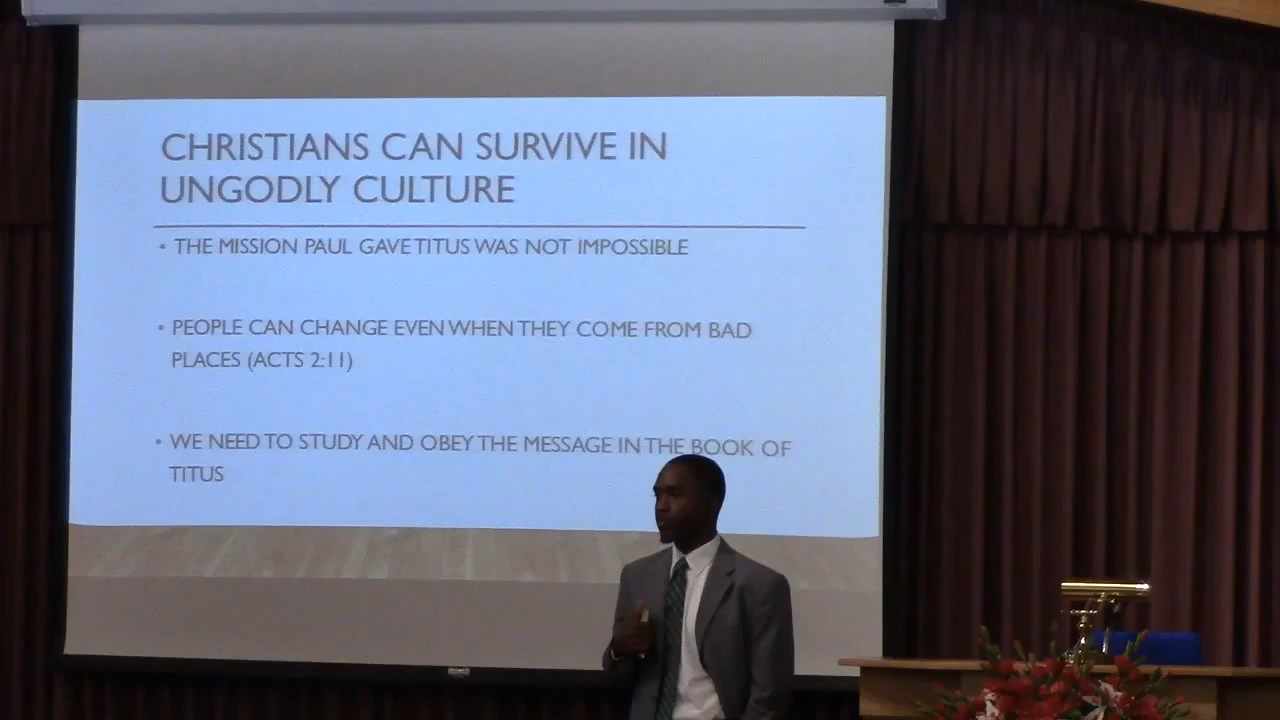 CHRISTIANS CAN SURVIVE IN
UNGODLY CULTURE
• THE MISSION PAUL GAVE TITUS WAS NOT IMPOSSIBLE
• PEOPLE CAN CHANGE EVEN WHEN THEY COME FROM BAD
PLACES (ACTS 2:11)
• WE NEED TO STUDY AND OBEY THE MESSAGE IN THE BOOK OF
TITUS